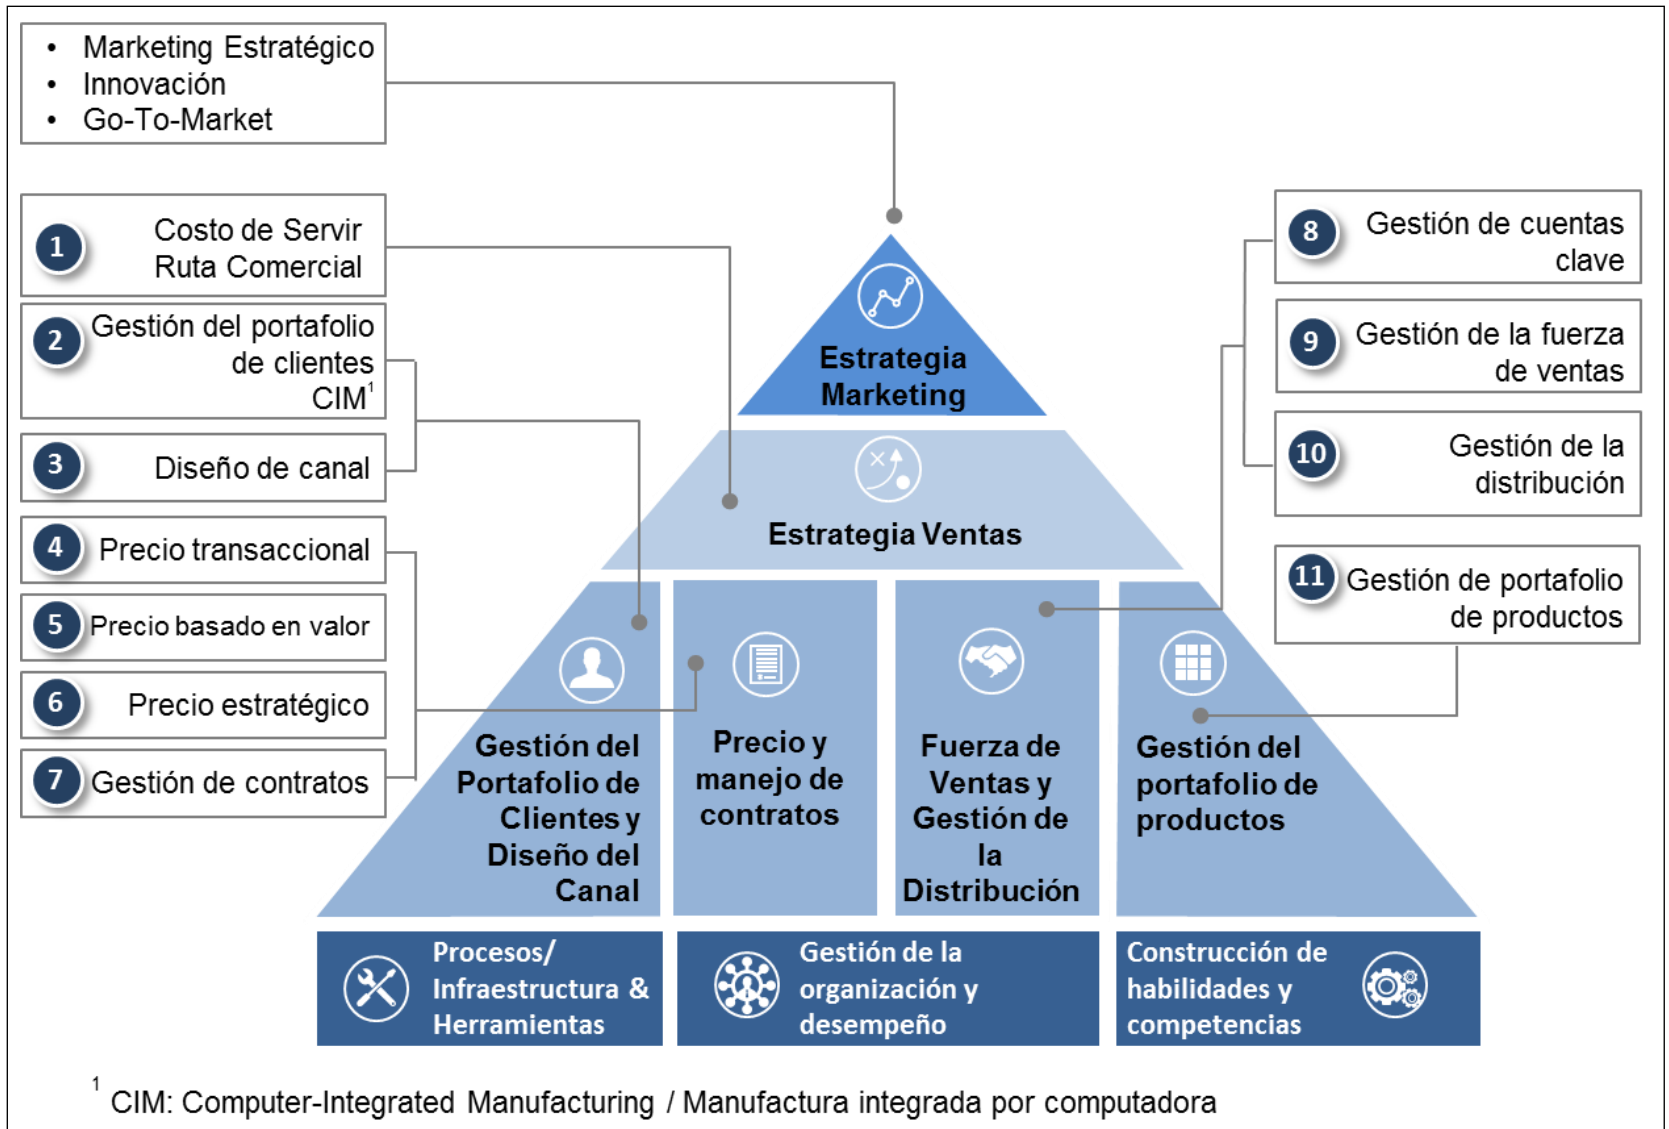 • Marketing Estratégico
• Innovación
• Go-To-Market
1
Costo de Servir
Ruta Comercial
2
Gestión del portafolio
de clientes
CIM¹
3
Diseño de canal
4
Precio transaccional
5
Precio basado en valor
6
Precio estratégico
7
Gestión de contratos
8
Gestión de cuentas
clave
9
Gestión de la fuerza
de ventas
10
Gestión de la
distribución
11
Gestión de portafolio
de productos
Estrategia
Marketing
Estrategia Ventas
Gestión del
Portafolio de
Clientes y
Diseño del
Canal
Precio y
manejo de
contratos
Fuerza de
Ventas y
Gestión de
la
Distribución
Gestión del
portafolio de
productos
Procesos/
Infraestructura &
Herramientas
Gestión de la
organización y
desempeño
Construcción de
habilidades y
competencias
¹ CIM: Computer-Integrated Manufacturing / Manufactura integrada por computadora